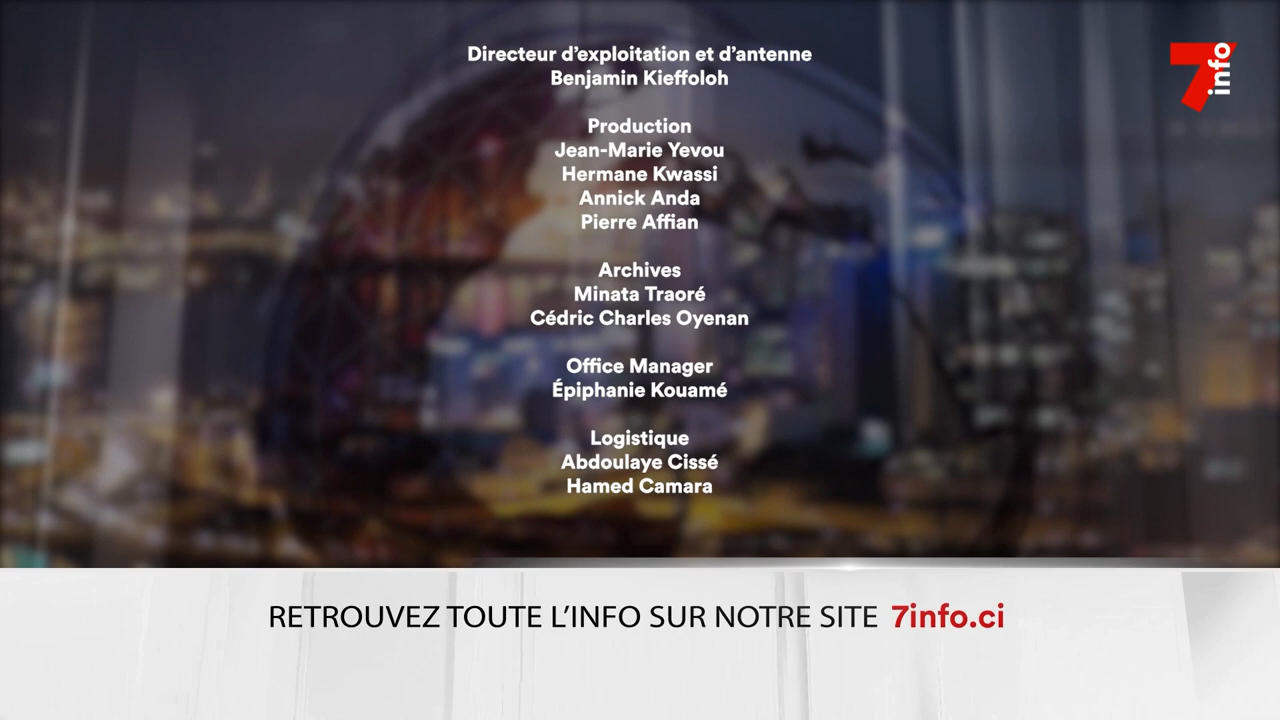 Directeur d’exploitation et d’antenne
Benjamin Kieffoloh
Production
Jean-Marie Yevou
Hermane Kwassi
Annick Anda
Pierre Affian
Archives
Minata Traoré
Cédric Charles Oyenan
Office Manager
Épiphanie Kouamé
Logistique
Abdoulaye Cissé
Hamed Camara
7info
RETROUVEZ TOUTE L’INFO SUR NOTRE SITE 7info.ci